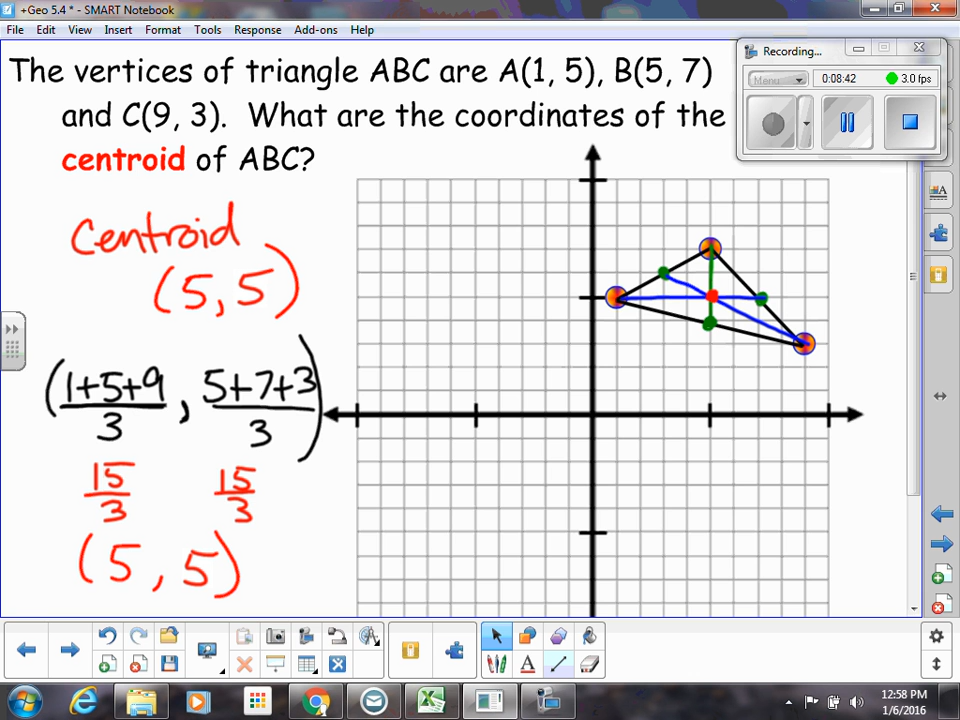 +Geo 5.4 * - SMART Notebook
File Edit View Insert Format Tools Response Add-ons Help
Recording...
Menu
0:08:42
3.0 fps
The vertices of triangle ABC are A(1, 5), B(5, 7)
and C(9, 3). What are the coordinates of the
centroid of ABC?
Centroid
(5,5)
(1+5+9/3, 5+7+3/3)
15/3 15/3
(5, 5)
12:58 PM
1/6/2016